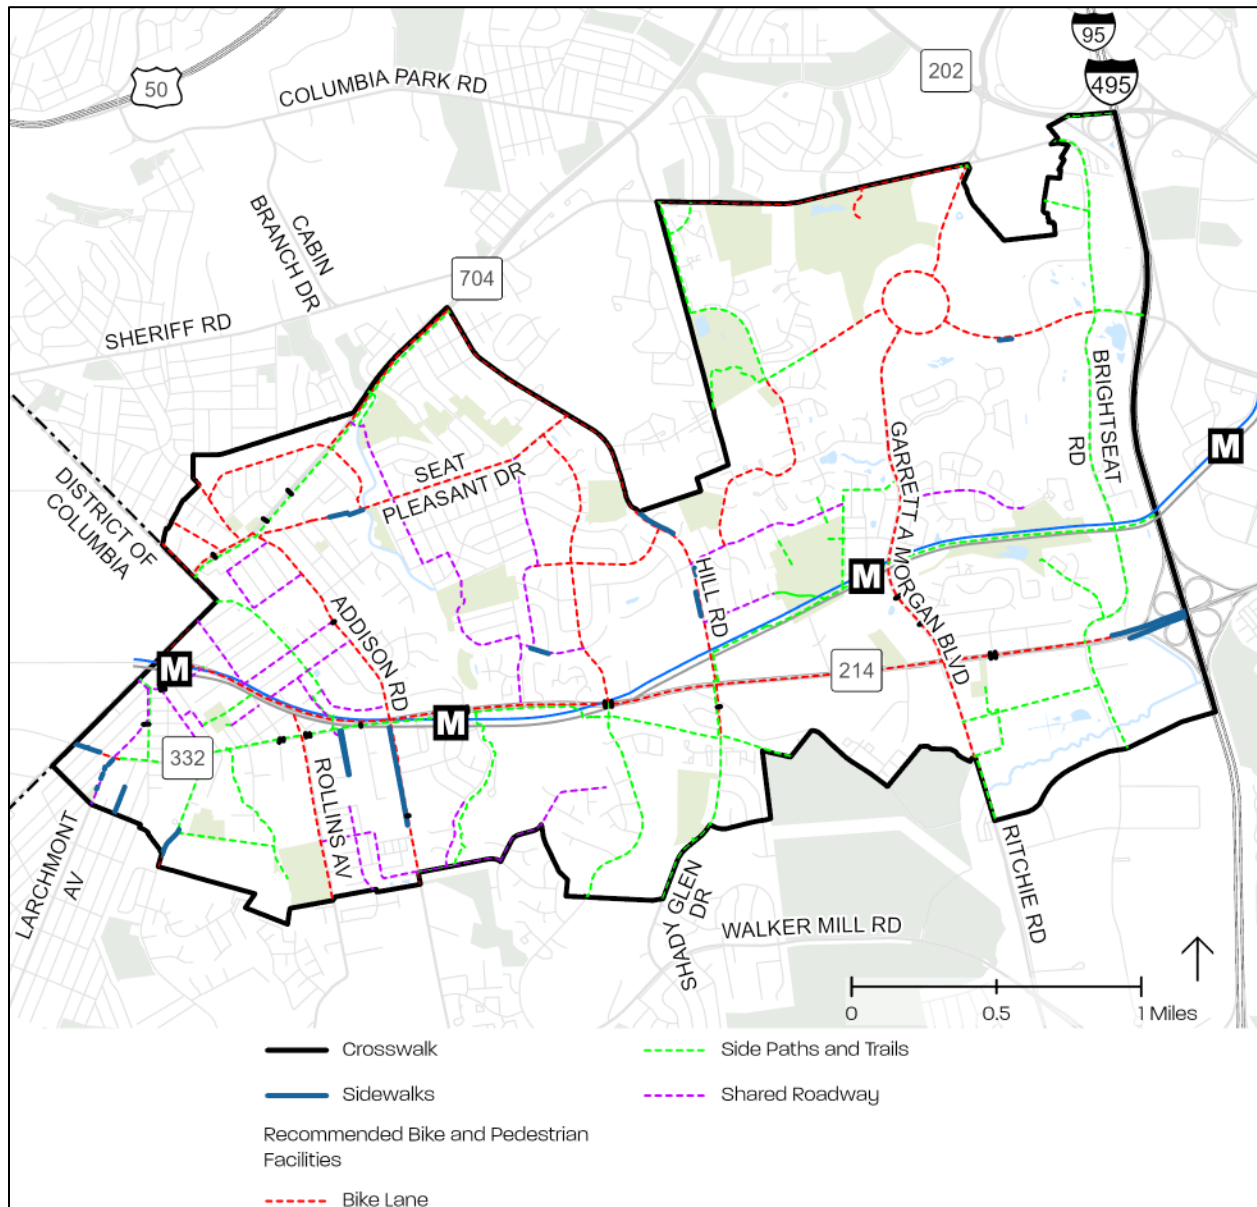 95
495
202
50
COLUMBIA PARK RD
CABIN
BRANCH DR
704
SHERIFF RD
BRIGHTSEAT
RD
GARRETT A MORGAN BLVD
M
SEAT
PLEASANT DR
DISTRICT OF
COLUMBIA
HILL RD
M
ADDISON RD
M
214
M
332
ROLLINS AV
LARCHMONT
AV
SHADY GLEN
DR
RITCHIE RD
WALKER MILL RD
0 0.5 1 Miles
Crosswalk
Side Paths and Trails
Sidewalks
Shared Roadway
Recommended Bike and Pedestrian
Facilities
Bike Lane